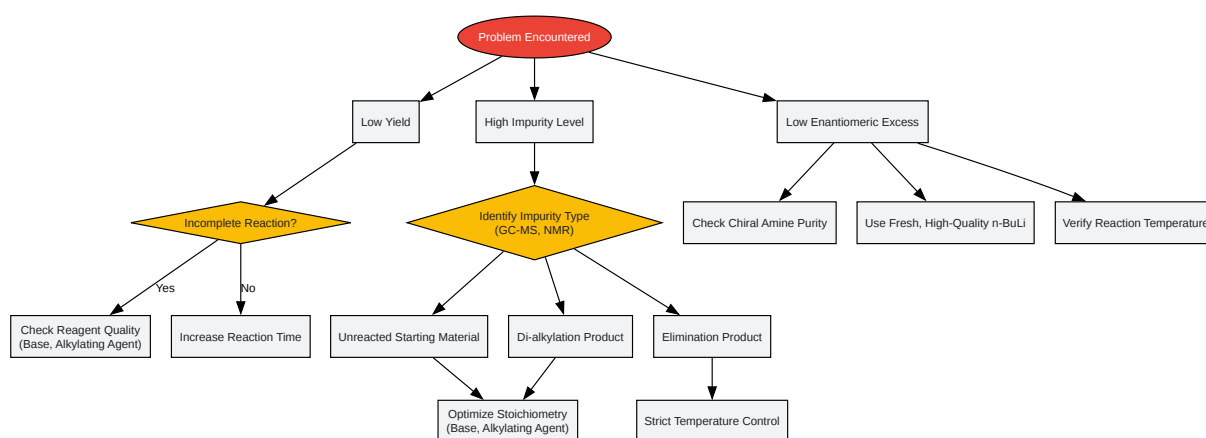 Problem Encountered
Low Yield
High Impurity Level
Low Enantiomeric Excess
Incomplete Reaction?
Identify Impurity Type
(GC-MS, NMR)
Check Chiral Amine Purity
Use Fresh, High-Quality n-BuLi
Verify Reaction Temperature
Yes
No
Check Reagent Quality
(Base, Alkylating Agent)
Increase Reaction Time
Unreacted Starting Material
Di-alkylation Product
Elimination Product
Optimize Stoichiometry
(Base, Alkylating Agent)
Strict Temperature Control